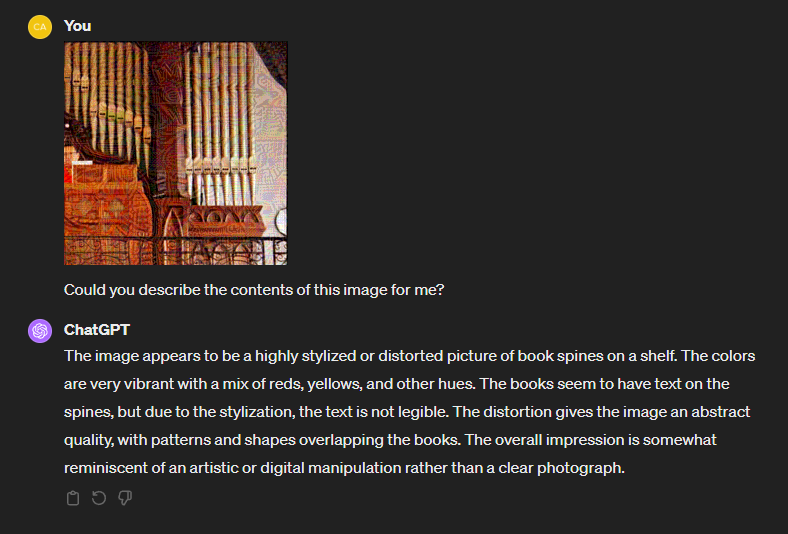 CA
You
Could you describe the contents of this image for me?
ChatGPT
The image appears to be a highly stylized or distorted picture of book spines on a shelf. The colors
are very vibrant with a mix of reds, yellows, and other hues. The books seem to have text on the
spines, but due to the stylization, the text is not legible. The distortion gives the image an abstract
quality, with patterns and shapes overlapping the books. The overall impression is somewhat
reminiscent of an artistic or digital manipulation rather than a clear photograph.